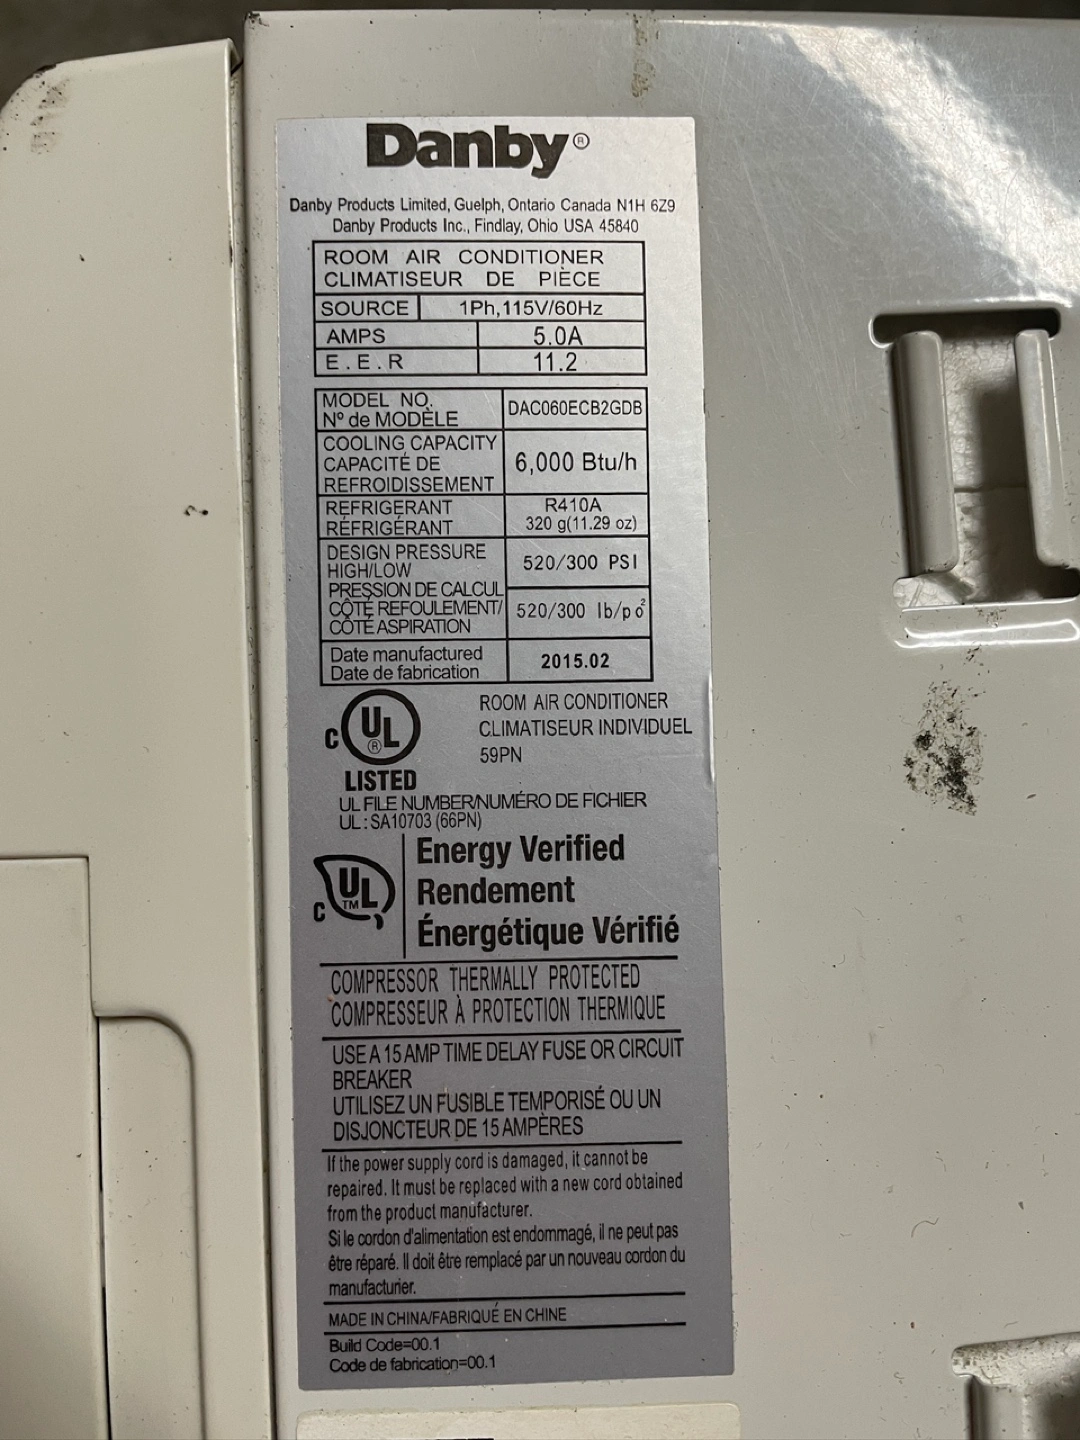 Danby®
Danby Products Limited, Guelph, Ontario Canada N1H 6Z9
Danby Products Inc., Findlay, Ohio USA 45840
ROOM AIR CONDITIONER
CLIMATISEUR DE PIÈCE
SOURCE 1Ph,115V/60Hz
AMPS 5.0A
E.E.R 11.2
MODEL NO.
Nº de MODÈLE
DAC060ECB2GDB
COOLING CAPACITY
CAPACITÉ DE
REFROIDISSEMENT
6,000 Btu/h
REFRIGERANT
RÉFRIGÉRANT
R410A
320 g(11.29 oz)
DESIGN PRESSURE
HIGH/LOW
520/300 PSI
PRESSION DE CALCUL
CÔTÉ REFOULEMENT/
CÔTÉ ASPIRATION
520/300 lb/po²
Date manufactured
Date de fabrication
2015.02
C UL ® LISTED
ROOM AIR CONDITIONER
CLIMATISEUR INDIVIDUEL
59PN
UL FILE NUMBER/NUMÉRO DE FICHIER
UL : SA10703 (66PN)
C UL TM
Energy Verified
Rendement
Énergétique Vérifié
COMPRESSOR THERMALLY PROTECTED
COMPRESSEUR À PROTECTION THERMIQUE
USE A 15 AMP TIME DELAY FUSE OR CIRCUIT
BREAKER
UTILISEZ UN FUSIBLE TEMPORISÉ OU UN
DISJONCTEUR DE 15 AMPÈRES
If the power supply cord is damaged, it cannot be
repaired. It must be replaced with a new cord obtained
from the product manufacturer.
Si le cordon d'alimentation est endommagé, il ne peut pas
être réparé. Il doit être remplacé par un nouveau cordon du
manufacturier.
MADE IN CHINA/FABRIQUÉ EN CHINE
Build Code=00.1
Code de fabrication=00.1